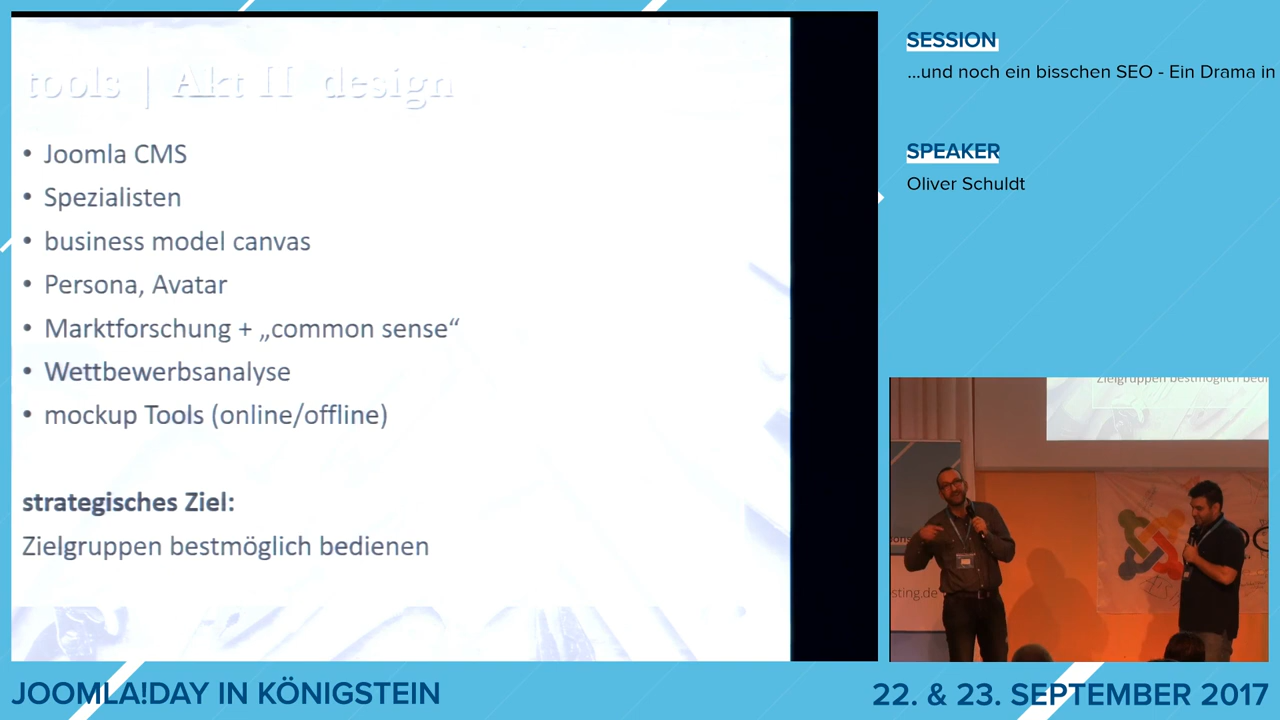 tools | Akt II design
• Joomla CMS
• Spezialisten
• business model canvas
• Persona, Avatar
• Marktforschung + „common sense“
• Wettbewerbsanalyse
• mockup Tools (online/offline)
strategisches Ziel:
Zielgruppen bestmöglich bedienen
SESSION
...und noch ein bisschen SEO - Ein Drama in
SPEAKER
Oliver Schuldt
Zielgruppen bestmöglich bedi
sting.de
JOOMLA!DAY IN KÖNIGSTEIN
22. & 23. SEPTEMBER 2017